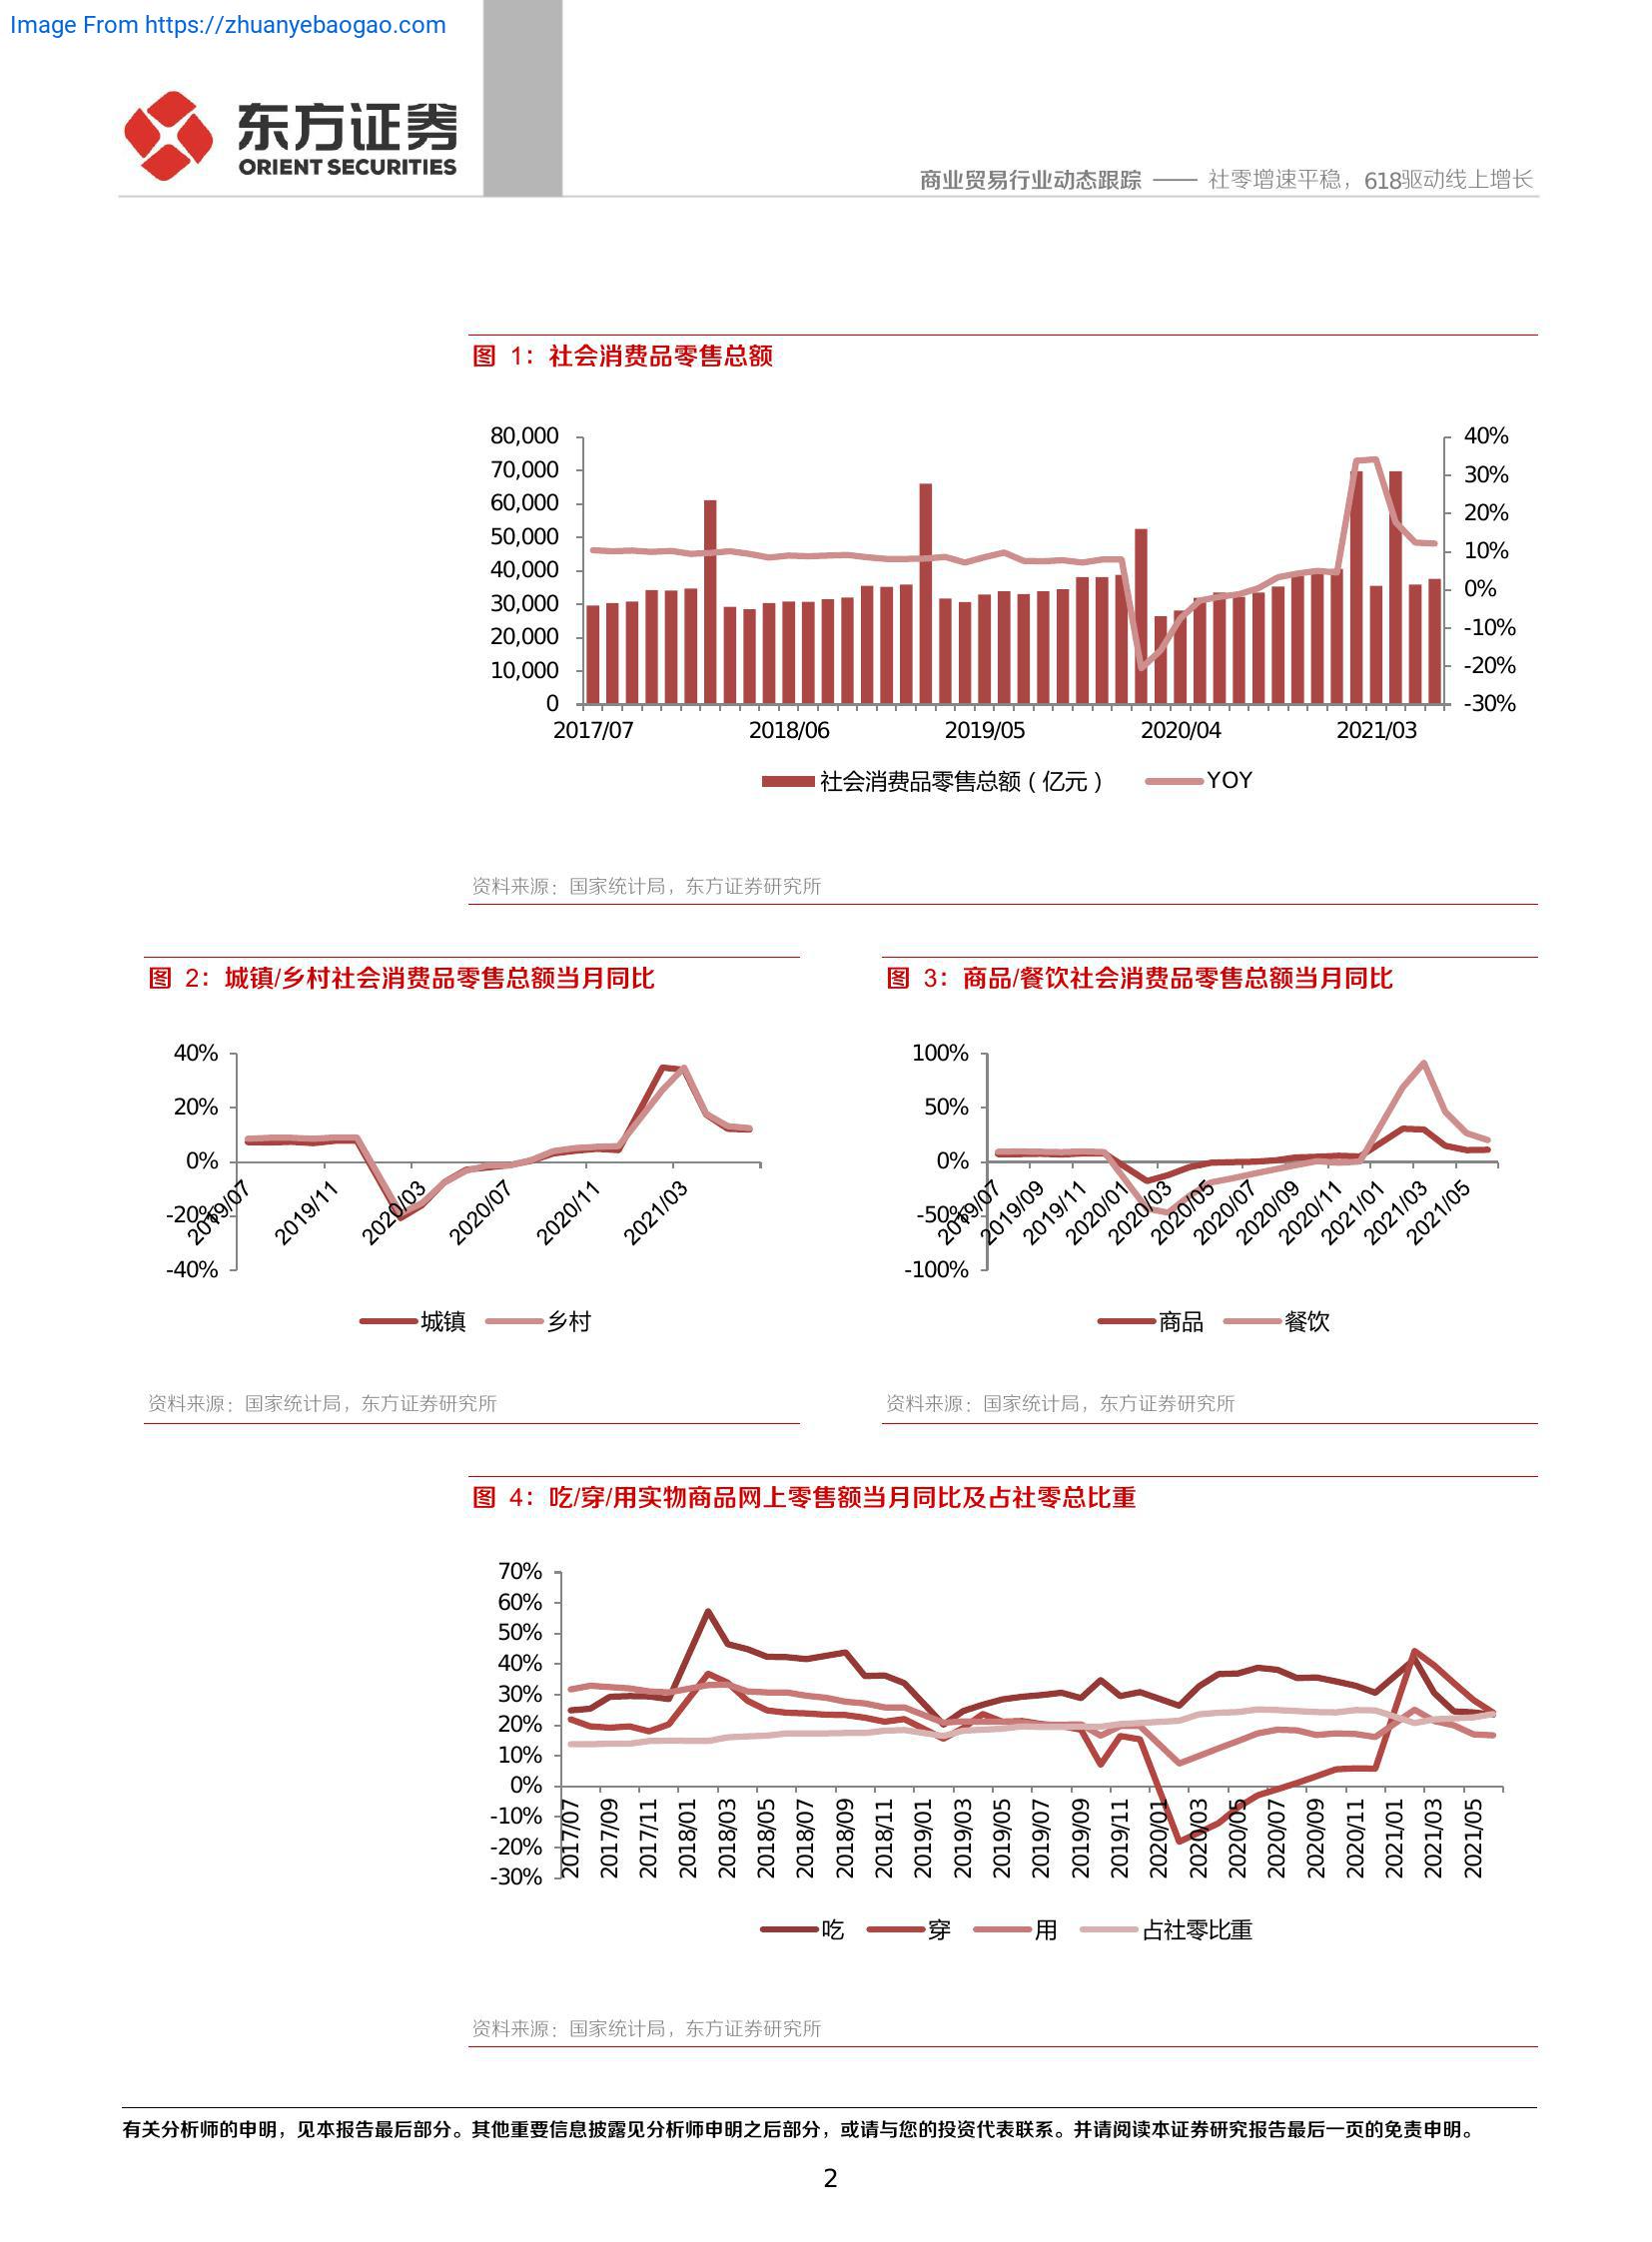 Image From https://zhuanyebaogao.com
东方证券
ORIENT SECURITIES
商业贸易行业动态跟踪 —— 社零增速平稳，618驱动线上增长
图 1：社会消费品零售总额
80,000
70,000
60,000
50,000
40,000
30,000
20,000
10,000
0
40%
30%
20%
10%
0%
-10%
-20%
-30%
2017/07 2018/06 2019/05 2020/04 2021/03
社会消费品零售总额（亿元） YOY
资料来源：国家统计局，东方证券研究所
图 2：城镇/乡村社会消费品零售总额当月同比
40%
20%
0%
-20%
-40%
2019/07 2019/11 2020/03 2020/07 2020/11 2021/03
城镇 乡村
资料来源：国家统计局，东方证券研究所
图 3：商品/餐饮社会消费品零售总额当月同比
100%
50%
0%
-50%
-100%
2019/07 2019/09 2019/11 2020/01 2020/03 2020/05 2020/07 2020/09 2020/11 2021/01 2021/03 2021/05
商品 餐饮
资料来源：国家统计局，东方证券研究所
图 4：吃/穿/用实物商品网上零售额当月同比及占社零总比重
70%
60%
50%
40%
30%
20%
10%
0%
-10%
-20%
-30%
2017/07 2017/09 2017/11 2018/01 2018/03 2018/05 2018/07 2018/09 2018/11 2019/01 2019/03 2019/05 2019/07 2019/09 2019/11 2020/01 2020/03 2020/05 2020/07 2020/09 2020/11 2021/01 2021/03 2021/05
吃 穿 用 占社零比重
资料来源：国家统计局，东方证券研究所
有关分析师的申明，见本报告最后部分。其他重要信息披露见分析师申明之后部分，或请与您的投资代表联系。并请阅读本证券研究报告最后一页的免责申明。
2